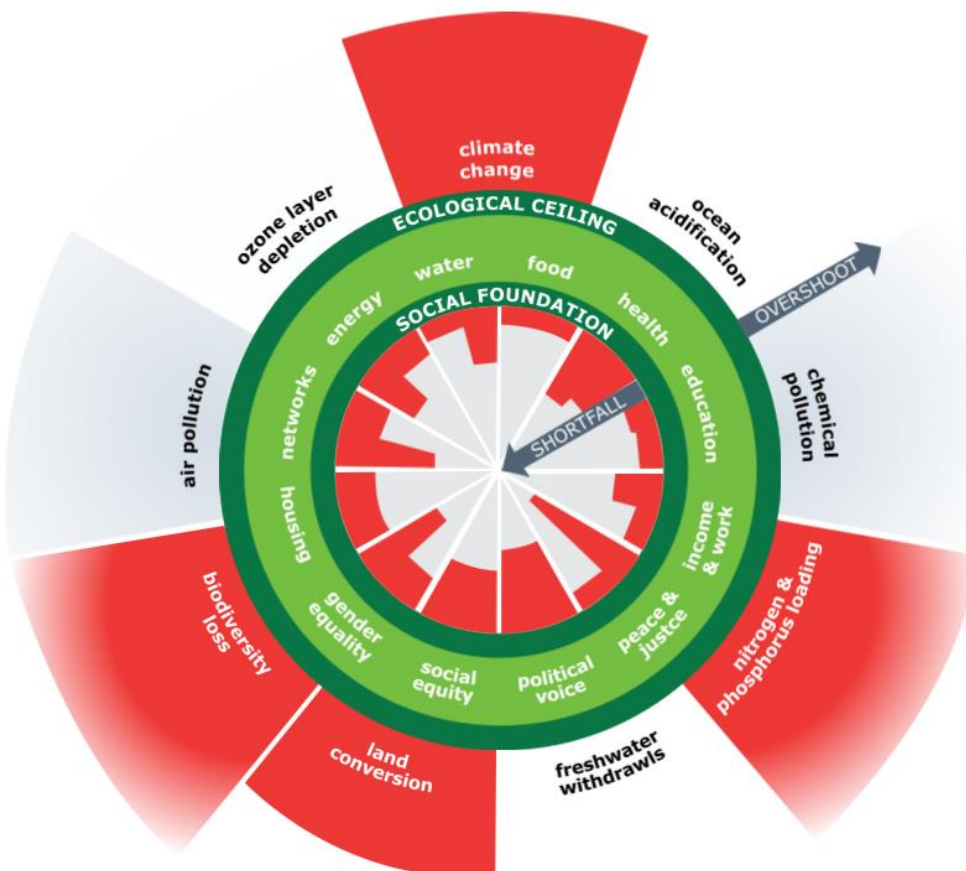 climate
change
ozone layer
depletion
ocean
acidification
ECOLOGICAL CEILING
OVERSHOOT
water
food
energy
health
SOCIAL FOUNDATION
networks
education
SHORTFALL
air pollution
chemical
pollution
housing
income
& work
biodiversity
loss
gender
equality
social
equity
political
voice
peace &
justce
nitrogen &
phosphorus loading
land
conversion
freshwater
withdrawls